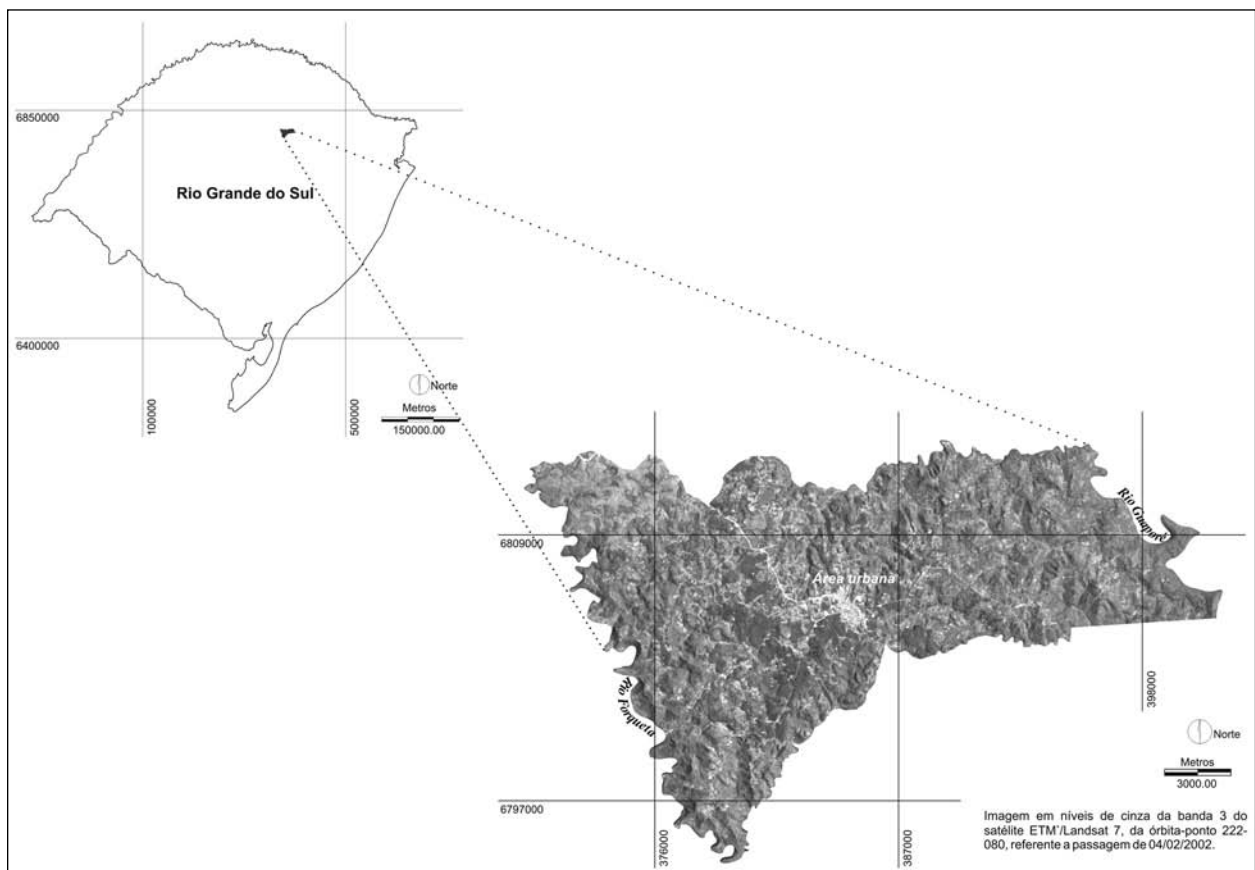 6850000
Rio Grande do Sul
6400000
Norte
Metros
150000.00
100000
500000
Rio Guaporé
6809000
Área urbana
Rio Forqueta
398000
Norte
Metros
3000.00
6797000
376000
387000
Imagem em níveis de cinza da banda 3 do
satélite ETM+/Landsat 7, da órbita-ponto 222-
080, referente a passagem de 04/02/2002.